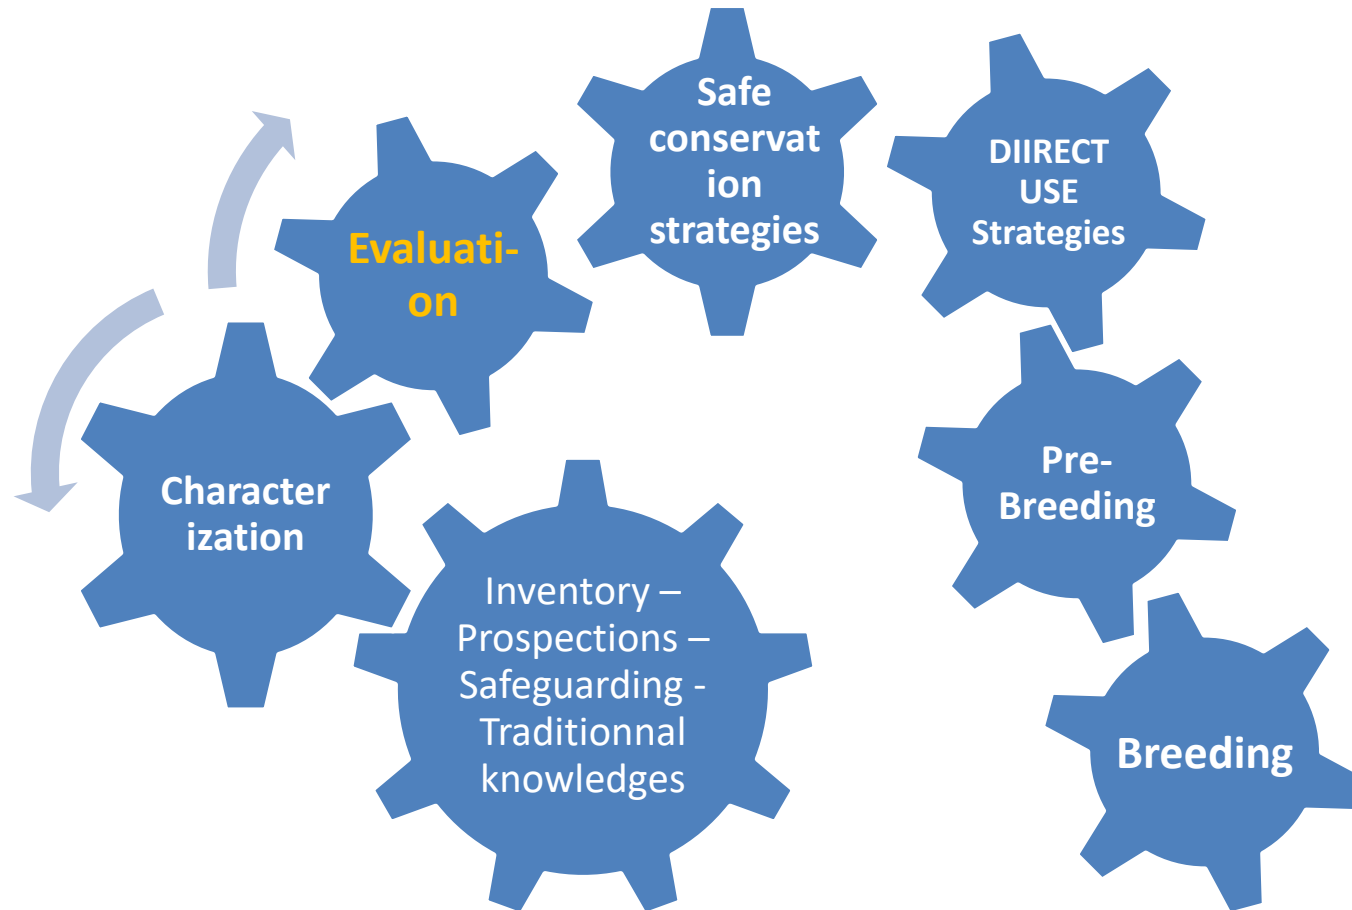 Safe
conservat
ion
strategies
DIIRECT
USE
Strategies
Evaluati-
on
Character
ization
Pre-
Breeding
Inventory –
Prospections –
Safeguarding -
Traditionnal
knowledges
Breeding